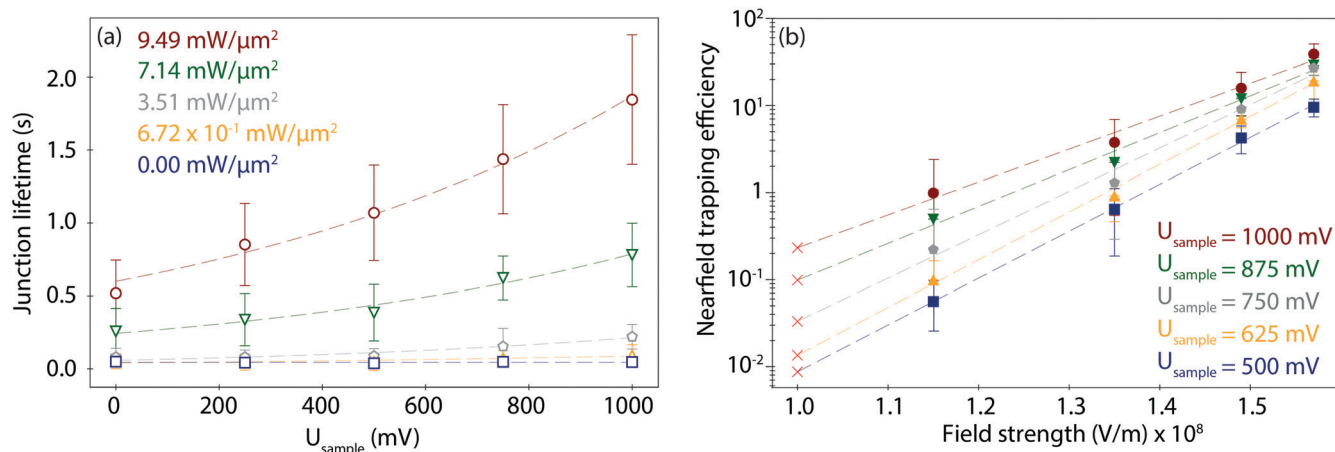 (a)
9.49 mW/μm²
7.14 mW/μm²
3.51 mW/μm²
6.72 x 10⁻¹ mW/μm²
0.00 mW/μm²
Junction lifetime (s)
2.0
1.5
1.0
0.5
0.0
0
200
400
600
800
1000
U_sample (mV)
(b)
Nearfield trapping efficiency
10²
10¹
1
10⁻¹
10⁻²
U_sample = 1000 mV
U_sample = 875 mV
U_sample = 750 mV
U_sample = 625 mV
U_sample = 500 mV
1.0
1.1
1.2
1.3
1.4
1.5
Field strength (V/m) x 10⁸